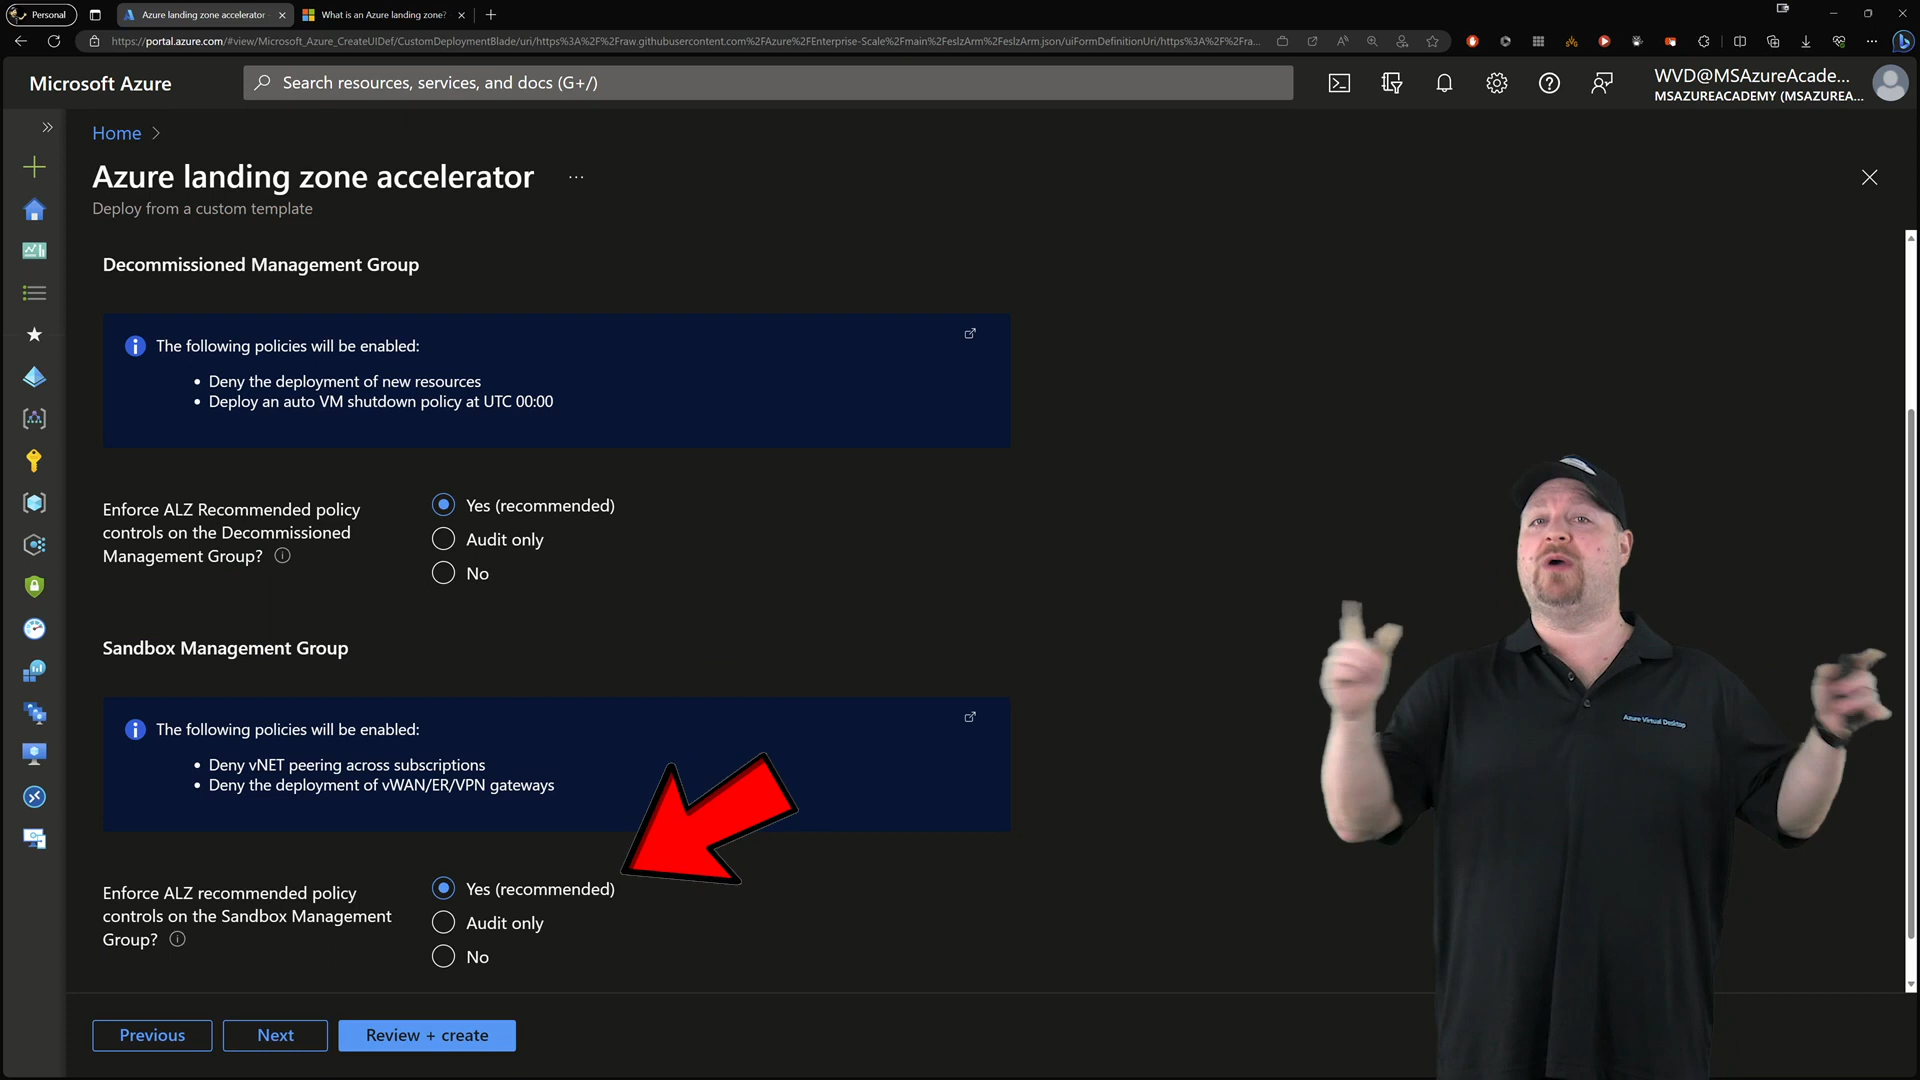 Personal
Azure landing zone accelerator
What is an Azure landing zone?
https://portal.azure.com/#view/Microsoft_Azure_CreateUIDef/CustomDeploymentBlade/uri/https%3A%2F%2Fraw.githubusercontent.com%2FAzure%2FEnterprise-Scale%2Fmain%2FeslzArm%2FeslzArm.json/uiFormDefinitionUri/https%3A%2F%2Fra...
Microsoft Azure
Search resources, services, and docs (G+/)
WVD@MSAzureAcade...
MSAZUREACADEMY (MSAZUREA...
Home
Azure landing zone accelerator
Deploy from a custom template
Decommissioned Management Group
The following policies will be enabled:
• Deny the deployment of new resources
• Deploy an auto VM shutdown policy at UTC 00:00
Enforce ALZ Recommended policy
controls on the Decommissioned
Management Group?
Yes (recommended)
Audit only
No
Sandbox Management Group
The following policies will be enabled:
• Deny vNET peering across subscriptions
• Deny the deployment of vWAN/ER/VPN gateways
Enforce ALZ recommended policy
controls on the Sandbox Management
Group?
Yes (recommended)
Audit only
No
Azure Virtual Desktop
Previous
Next
Review + create